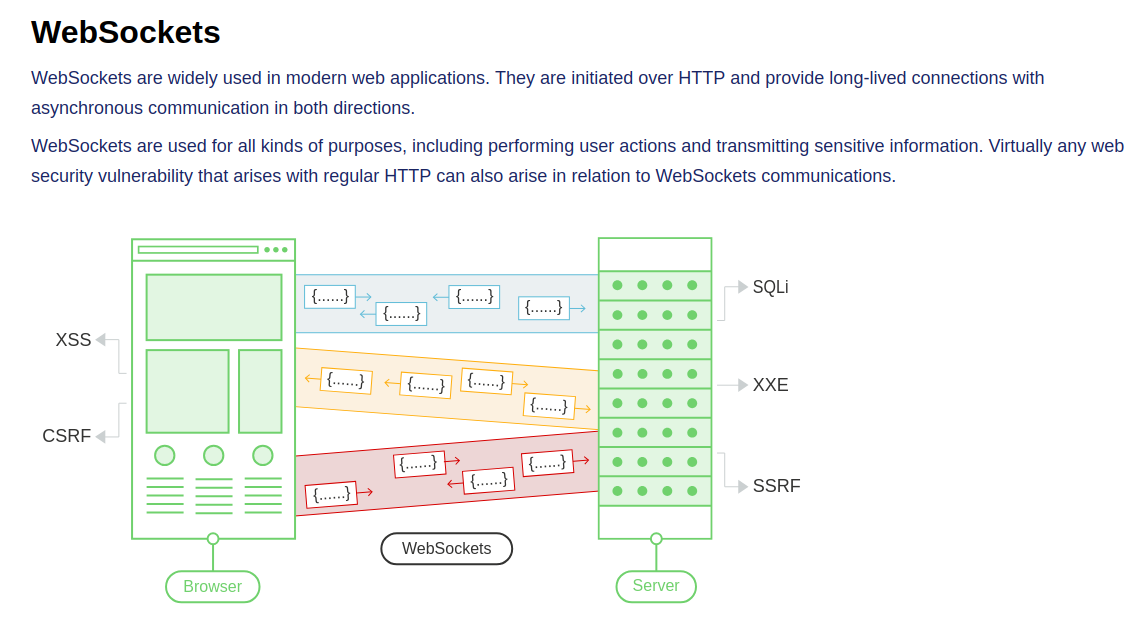 WebSockets
WebSockets are widely used in modern web applications. They are initiated over HTTP and provide long-lived connections with
asynchronous communication in both directions.
WebSockets are used for all kinds of purposes, including performing user actions and transmitting sensitive information. Virtually any web
security vulnerability that arises with regular HTTP can also arise in relation to WebSockets communications.
{......} {......} {......} {......}
SQLi
XSS
{......} {......} {......} {......}
XXE
CSRF
{......} {......} {......} {......}
SSRF
WebSockets
Browser
Server